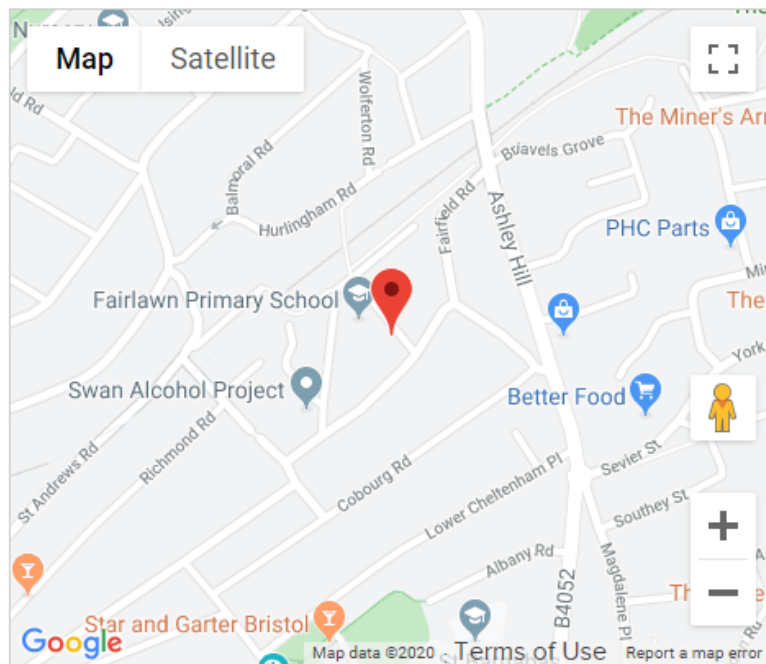 Map
Satellite
Wolferton Rd
The Miner's Ar
Briavels Grove
Balmoral Rd
Hurlingham Rd
Fairfield Rd
Ashley Hill
PHC Parts
Fairlawn Primary School
The
York
Swan Alcohol Project
Better Food
St Andrews Rd
Richmond Rd
Cobourg Rd
Sevier St
Lower Cheltenham Pl
Southey St
Albany Rd
Magdalene Pl
B4052
Star and Garter Bristol
Google
Map data ©2020
Terms of Use
Report a map error